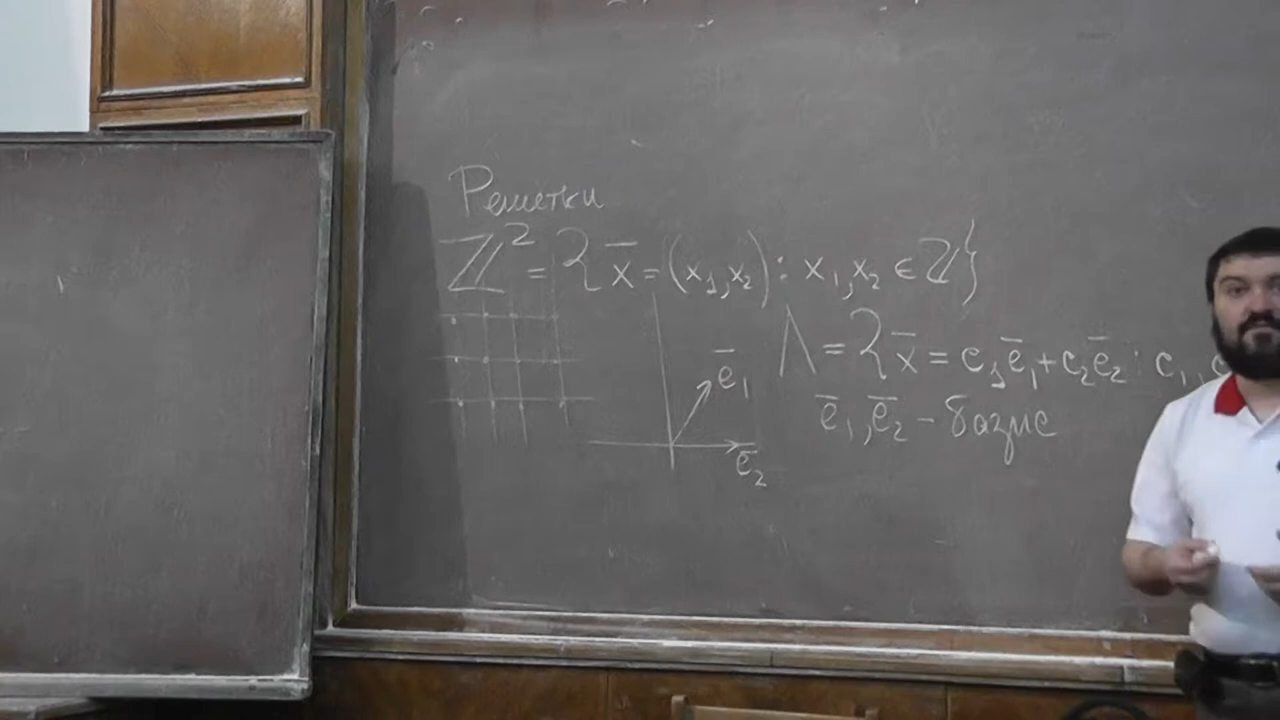 Решетки
ℤ² = {x̄ = (x₁, x₂) : x₁, x₂ ∈ ℤ}
Λ = {x̄ = c₁ē₁ + c₂ē₂ : c₁, c
ē₁
ē₁, ē₂ – базис
ē₂